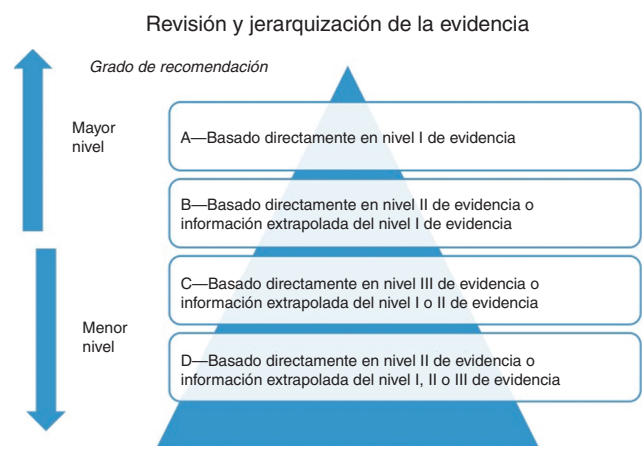 Revisión y jerarquización de la evidencia
Grado de recomendación
Mayor
nivel
A—Basado directamente en nivel I de evidencia
B—Basado directamente en nivel II de evidencia o
información extrapolada del nivel I de evidencia
C—Basado directamente en nivel III de evidencia o
información extrapolada del nivel I o II de evidencia
Menor
nivel
D—Basado directamente en nivel II de evidencia o
información extrapolada del nivel I, II o III de evidencia